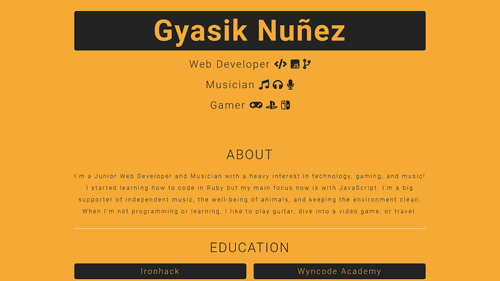 Gyasik Nuñez
Web Developer
Musician
Gamer
ABOUT
I'm a Junior Web Developer and Musician with a heavy interest in technology, gaming, and music!
I started learning how to code in Ruby but my main focus now is with JavaScript. I'm a big
supporter of independent music, the well-being of animals, and keeping the environment clean.
When I'm not programming or learning, I like to play guitar, dive into a video game, or travel.
EDUCATION
Ironhack
Wyncode Academy